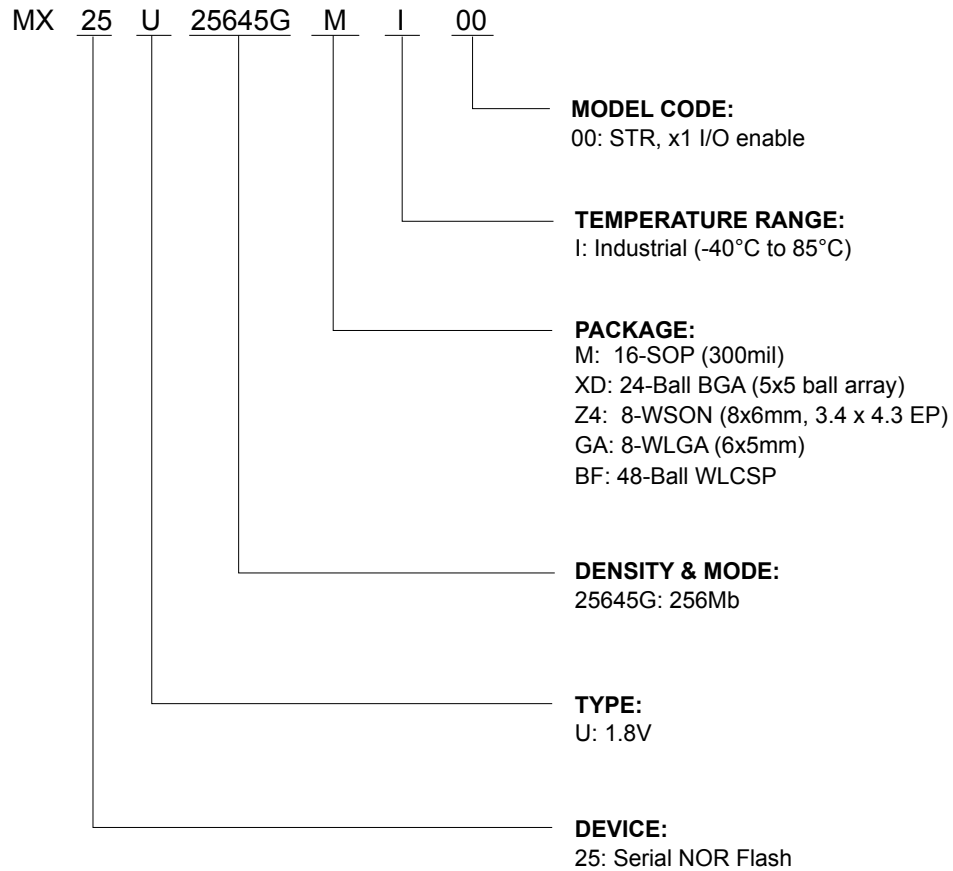 MX 25 U 25645G M I 00
MODEL CODE:
00: STR, x1 I/O enable
TEMPERATURE RANGE:
I: Industrial (-40°C to 85°C)
PACKAGE:
M: 16-SOP (300mil)
XD: 24-Ball BGA (5x5 ball array)
Z4: 8-WSON (8x6mm, 3.4 x 4.3 EP)
GA: 8-WLGA (6x5mm)
BF: 48-Ball WLCSP
DENSITY & MODE:
25645G: 256Mb
TYPE:
U: 1.8V
DEVICE:
25: Serial NOR Flash